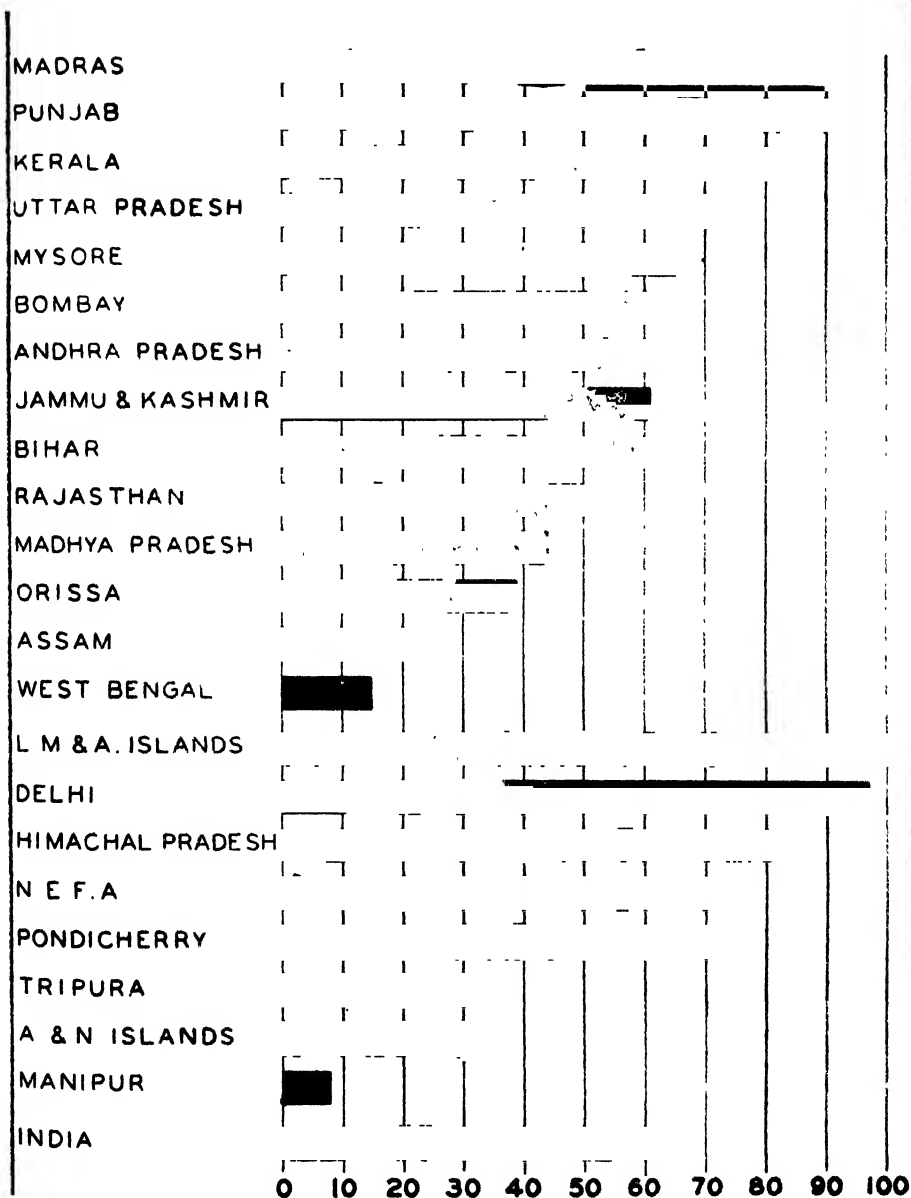 MADRAS
PUNJAB
KERALA
UTTAR PRADESH
MYSORE
BOMBAY
ANDHRA PRADESH
JAMMU & KASHMIR
BIHAR
RAJASTHAN
MADHYA PRADESH
ORISSA
ASSAM
WEST BENGAL
L M & A. ISLANDS
DELHI
HIMACHAL PRADESH
N E F.A
PONDICHERRY
TRIPURA
A & N ISLANDS
MANIPUR
INDIA
0 10 20 30 40 50 60 70 80 90 100